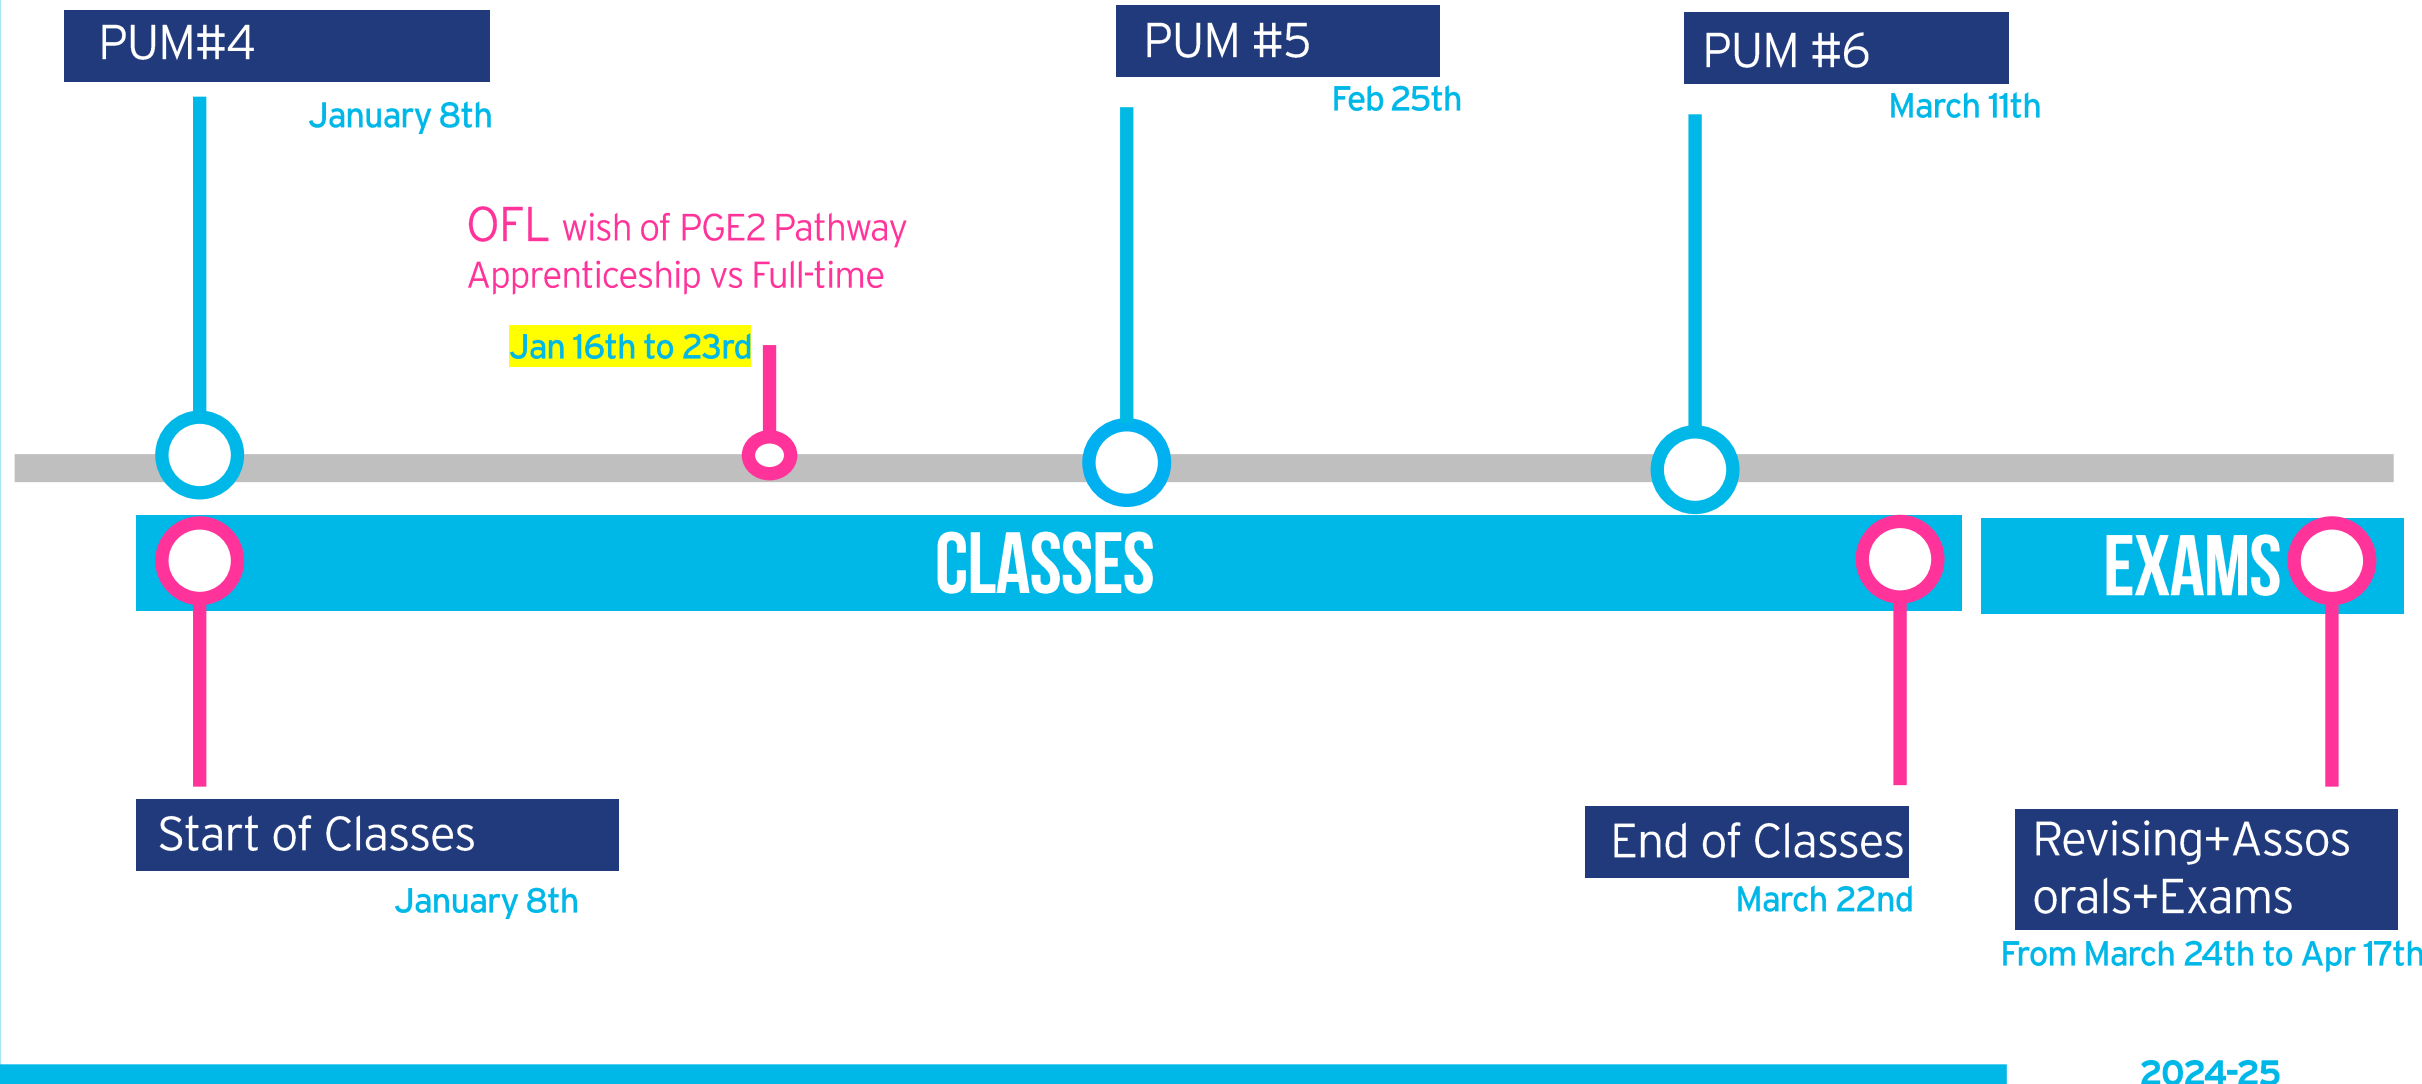 PUM#4
January 8th
PUM #5
Feb 25th
PUM #6
March 11th
OFL wish of PGE2 Pathway
Apprenticeship vs Full-time
Jan 16th to 23rd
CLASSES
EXAMS
Start of Classes
January 8th
End of Classes
March 22nd
Revising+Assos
orals+Exams
From March 24th to Apr 17th
2024-25